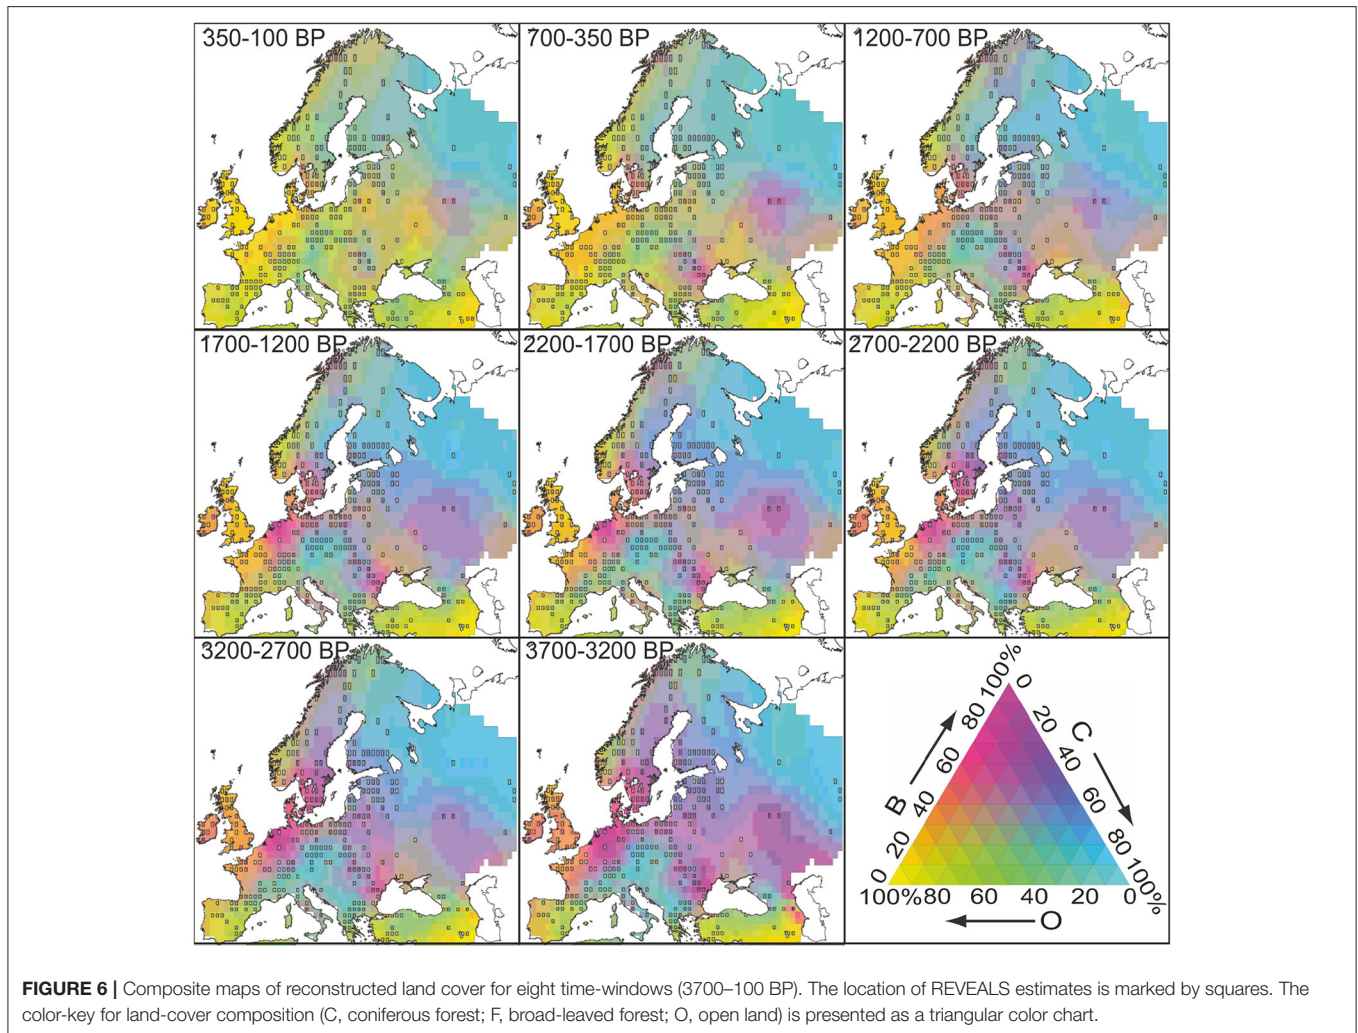 350-100 BP
700-350 BP
1200-700 BP
1700-1200 BP
2200-1700 BP
2700-2200 BP
3200-2700 BP
3700-3200 BP
100% 0
80 20
60 40
40 60
20 80
0 100%
B
C
100% 80 60 40 20 0
O
FIGURE 6 | Composite maps of reconstructed land cover for eight time-windows (3700–100 BP). The location of REVEALS estimates is marked by squares. The
color-key for land-cover composition (C, coniferous forest; F, broad-leaved forest; O, open land) is presented as a triangular color chart.